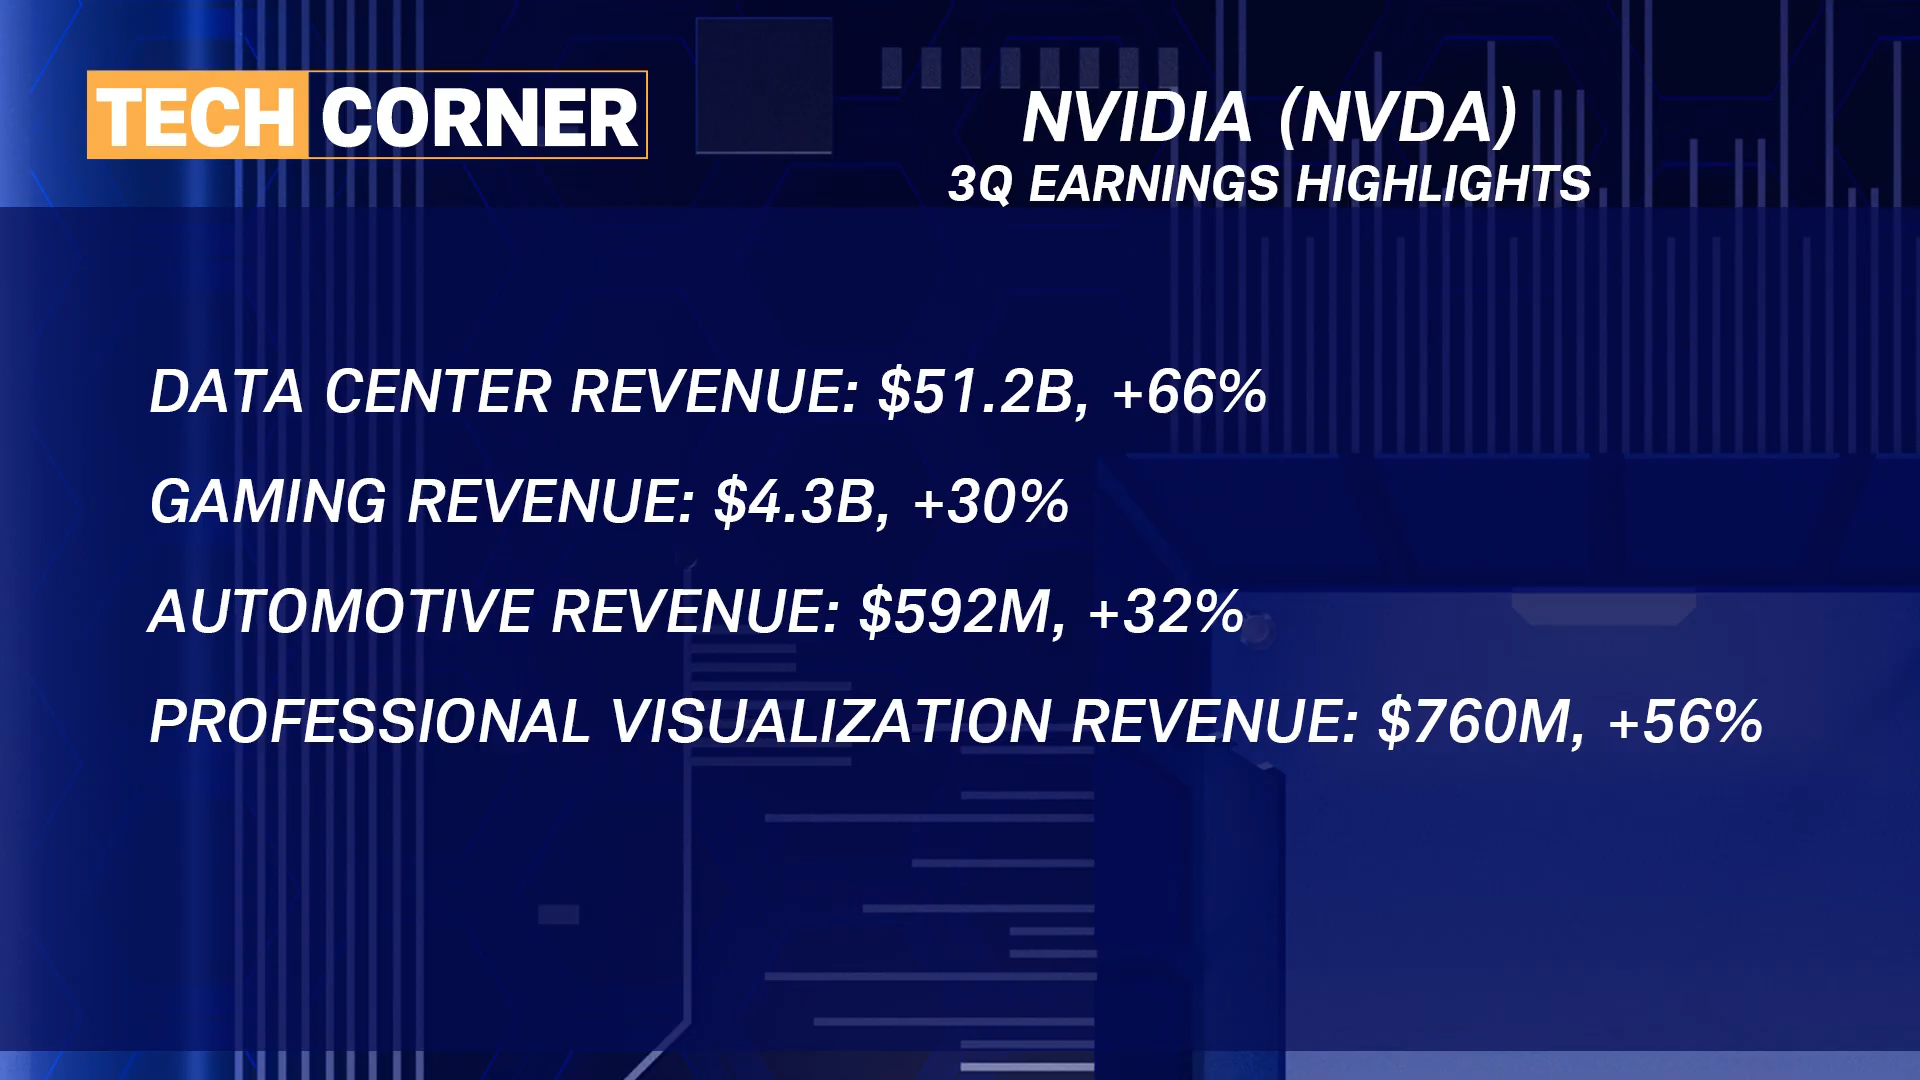 TECH CORNER
NVIDIA (NVDA)
3Q EARNINGS HIGHLIGHTS
DATA CENTER REVENUE: $51.2B, +66%
GAMING REVENUE: $4.3B, +30%
AUTOMOTIVE REVENUE: $592M, +32%
PROFESSIONAL VISUALIZATION REVENUE: $760M, +56%